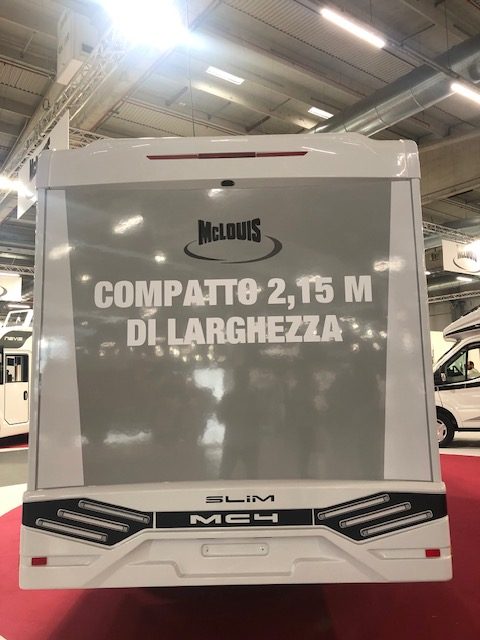 McLOUIS
COMPATTO 2,15 M
DI LARGHEZZA
SLIM
MC4